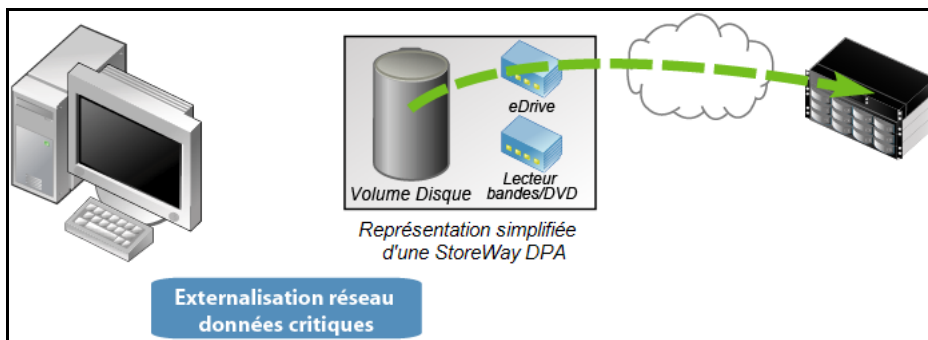 eDrive
Volume Disque
Lecteur
bandes/DVD
Représentation simplifiée
d'une StoreWay DPA
Externalisation réseau
données critiques